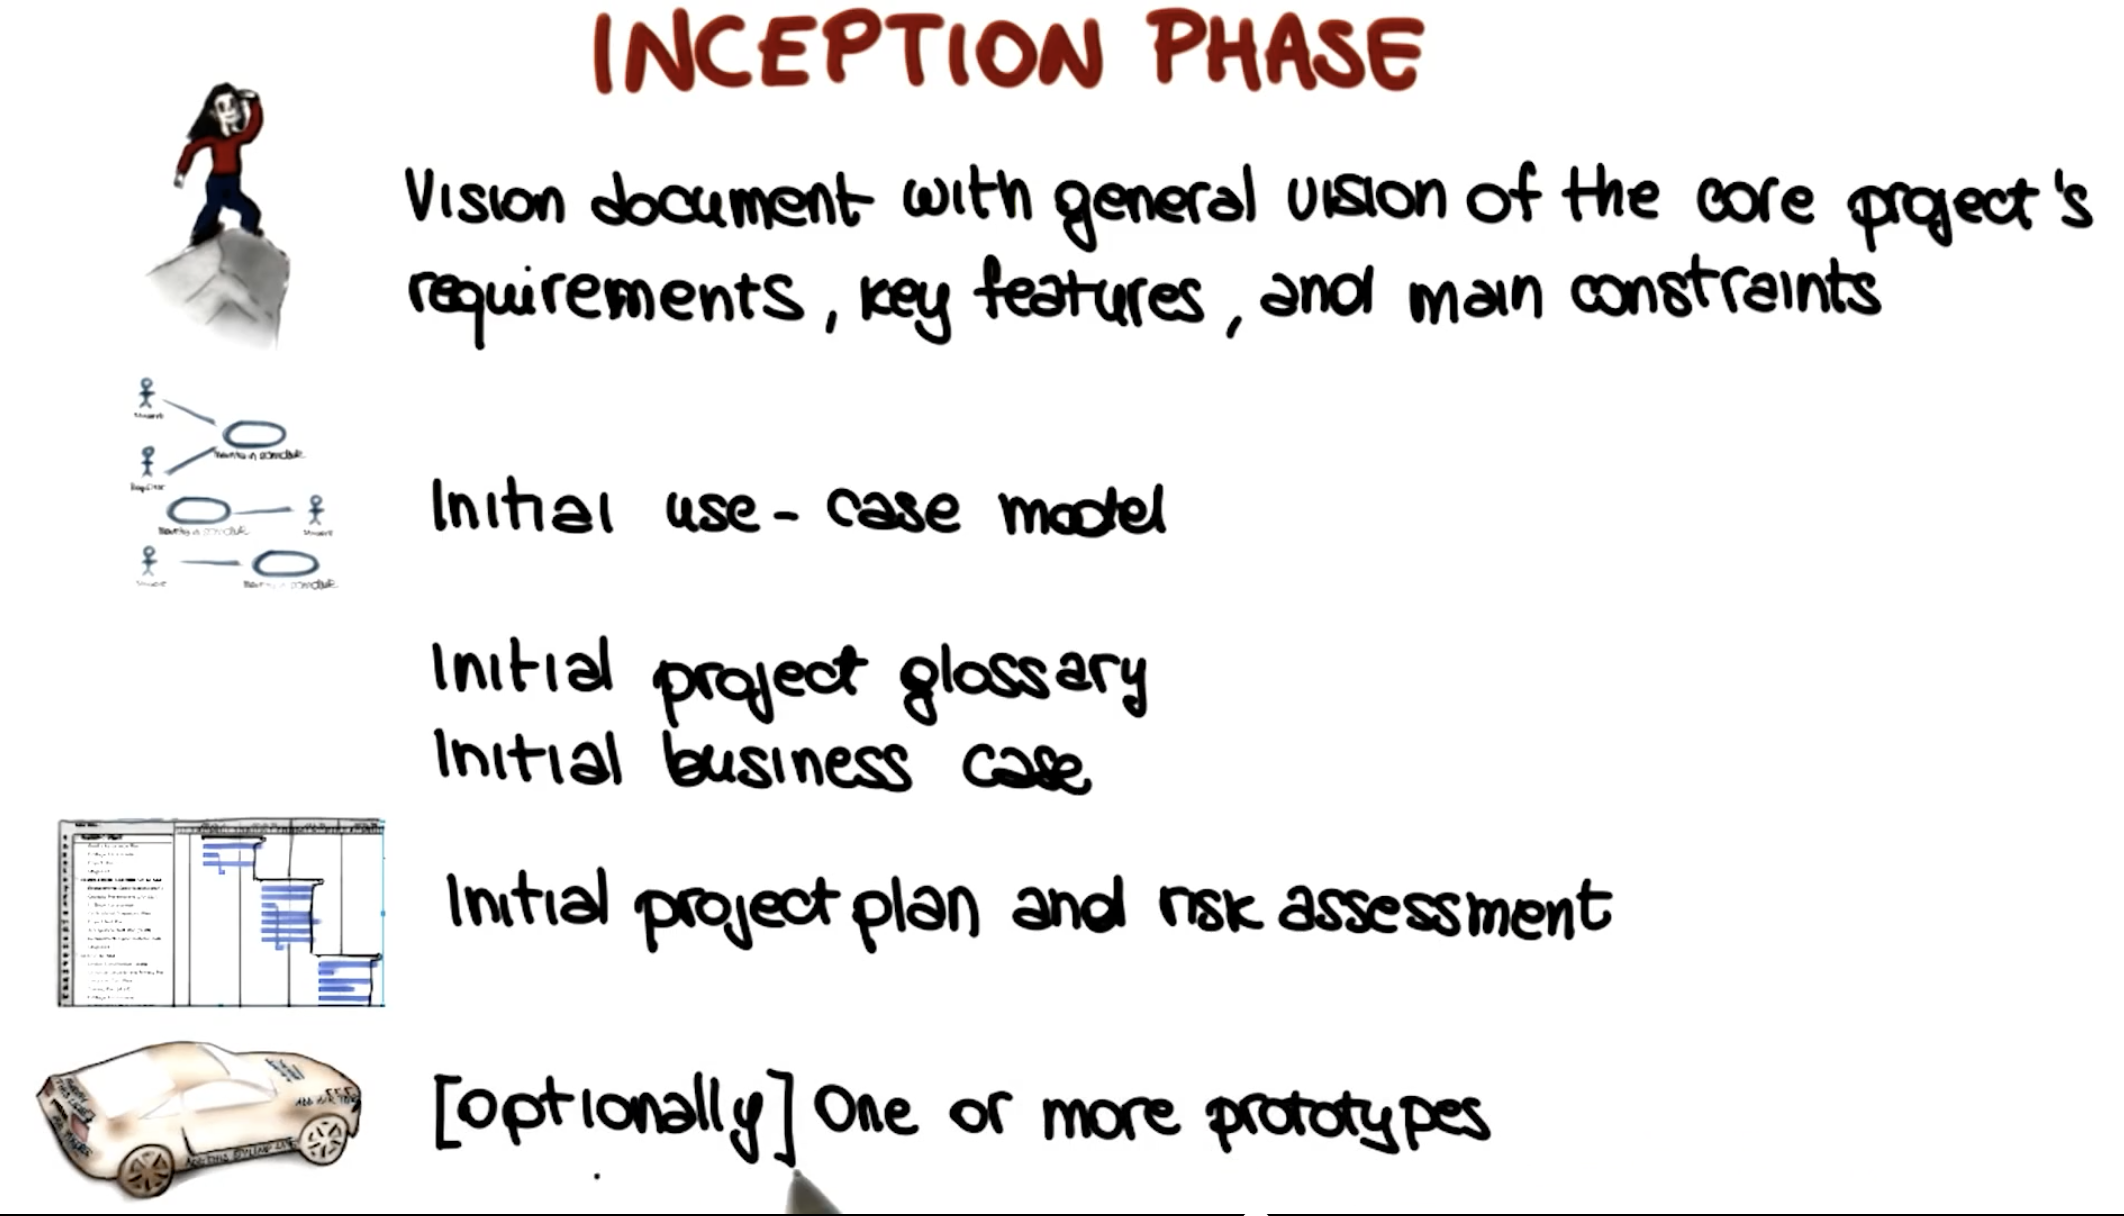 INCEPTION PHASE
Vision document with general vision of the core project's
requirements, key features, and main constraints
Initial use-case model
Initial project glossary
Initial business case
Initial project plan and risk assessment
[optionally] One or more prototypes